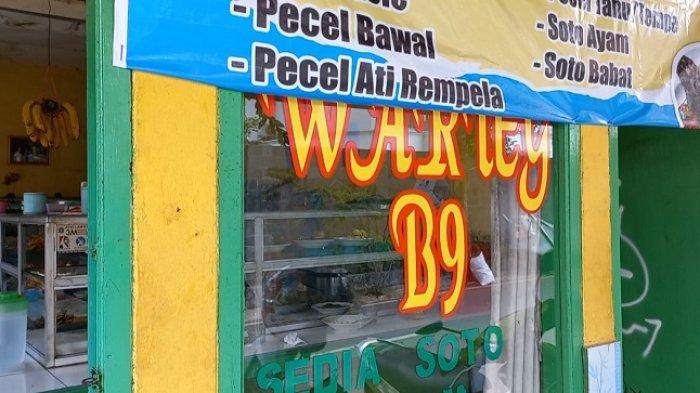 - Pecel Bawal
- Pecel Ati Rempela
- Soto Ayam
- Soto Babat
WARteg
B9
SEDIA SOTO